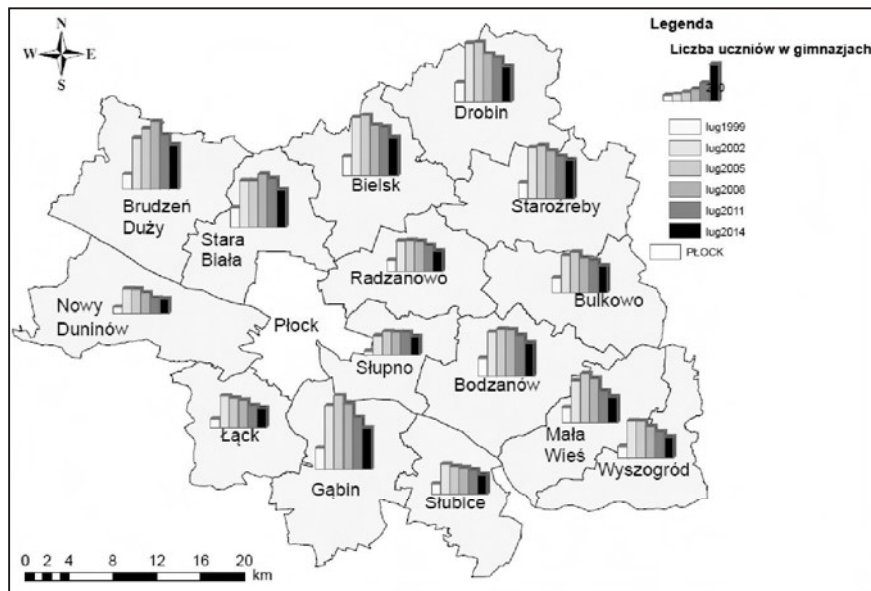 N
W E
S
Legenda
Liczba uczniów w gimnazjach
lug1999
lug2002
lug2005
lug2008
lug2011
lug2014
PŁOCK
Drobin
Bielsk
Brudzeń
Duży
Staroźreby
Stara
Biała
Radzanowo
Bulkowo
Nowy
Duninów
Płock
Słupno
Bodzanów
Łąck
Mała
Wieś
Wyszogród
Gąbin
Słubice
0 2 4 8 12 16 20
km